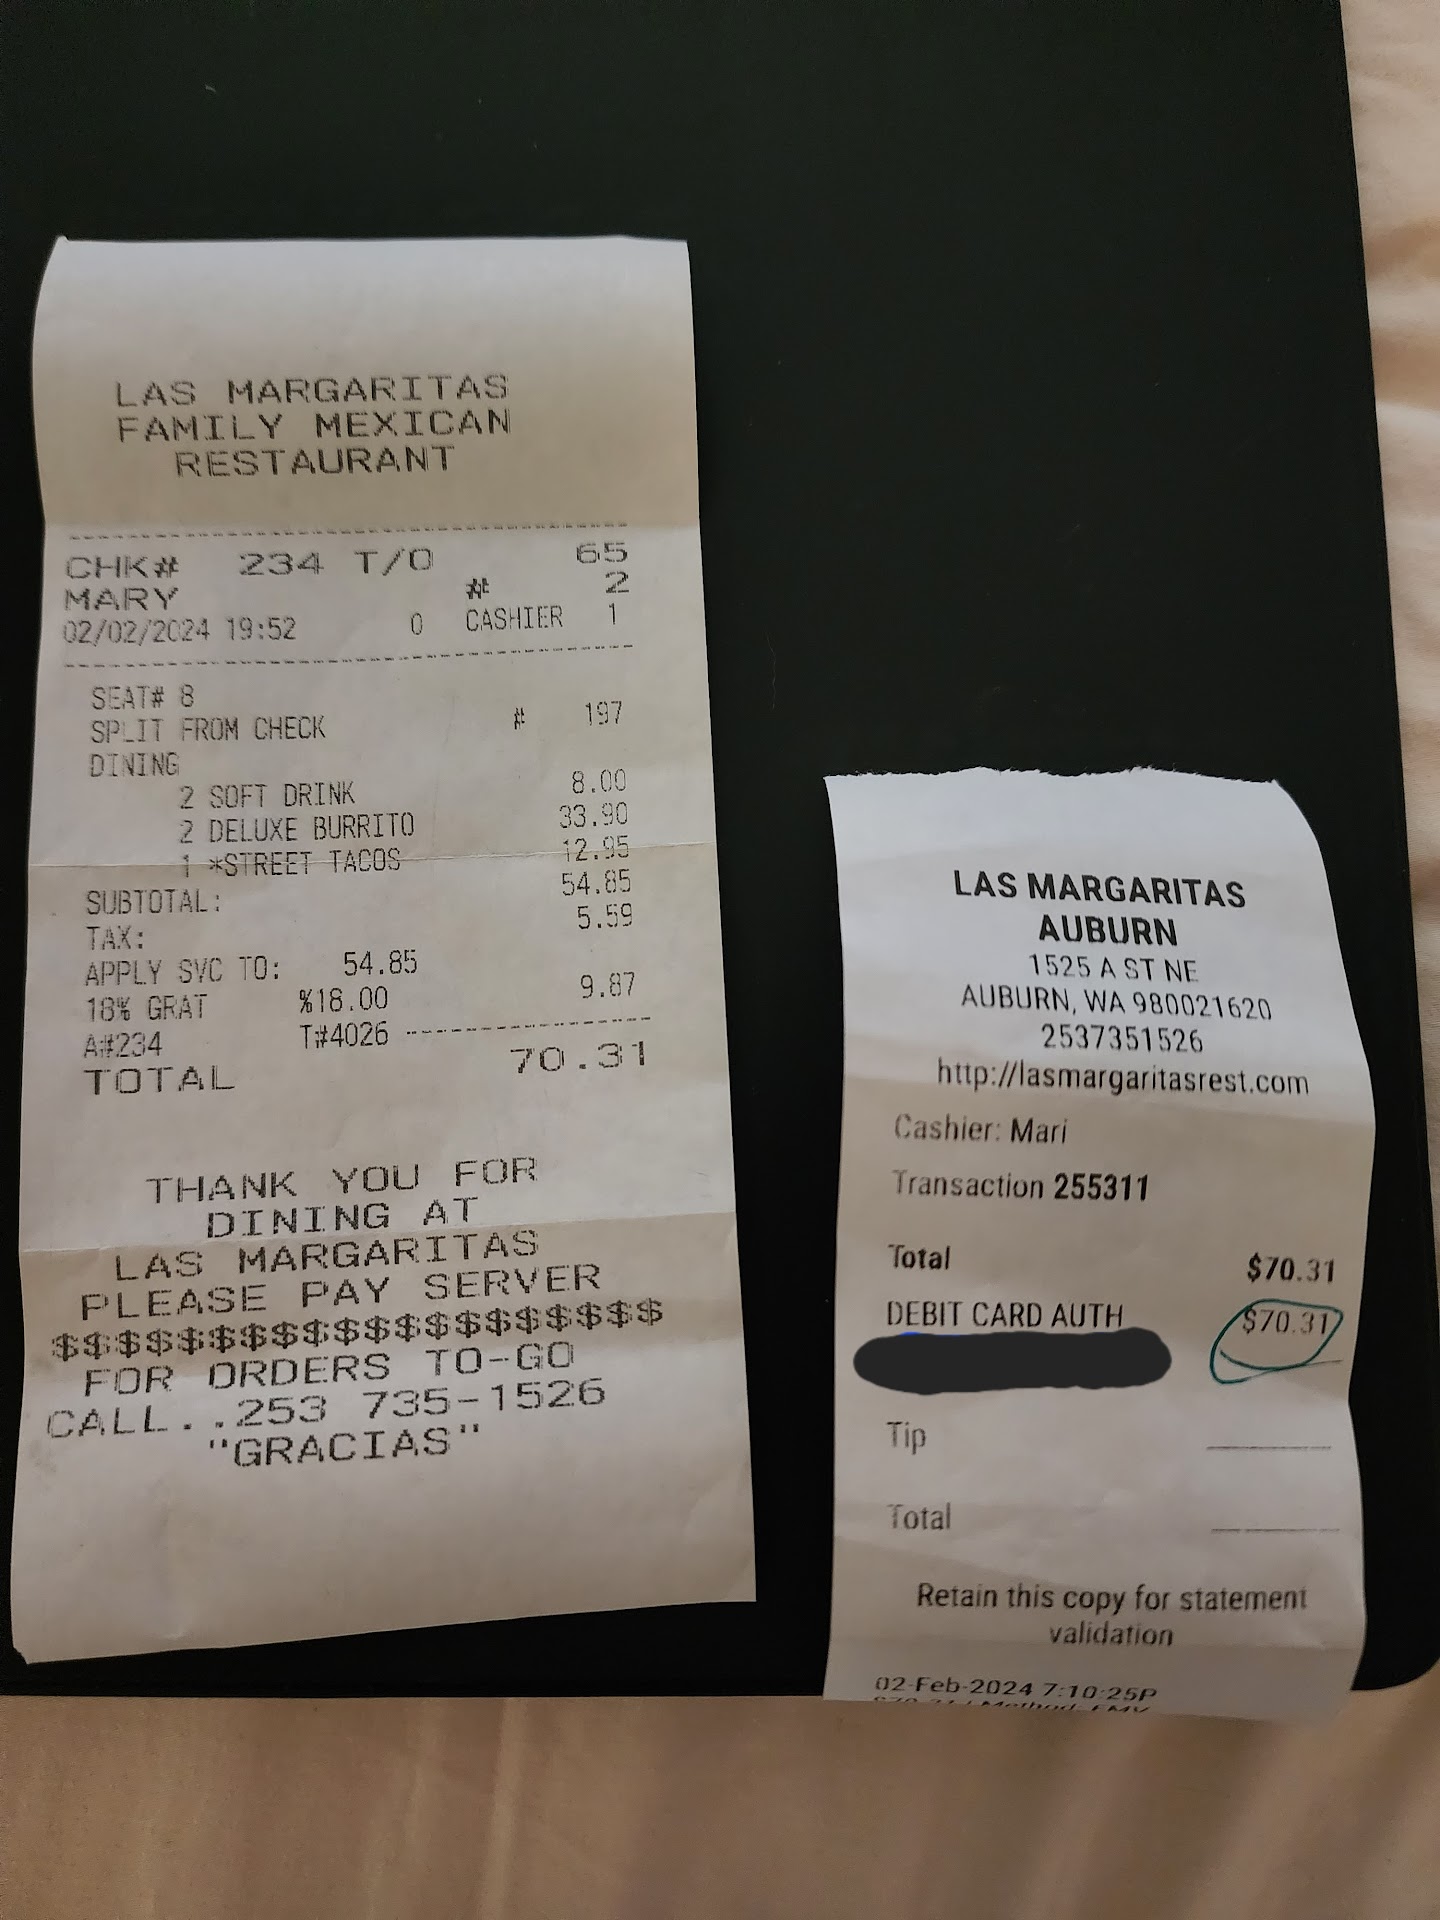 LAS MARGARITAS
FAMILY MEXICAN
RESTAURANT
CHK# 234 T/O 65
MARY # 2
02/02/2024 19:52 0 CASHIER 1
SEAT# 8
SPLIT FROM CHECK # 197
DINING
2 SOFT DRINK 8.00
2 DELUXE BURRITO 33.90
1 *STREET TACOS 12.95
SUBTOTAL: 54.85
TAX: 5.59
APPLY SVC TO: 54.85
18% GRAT %18.00 9.87
A#234 T#4026
TOTAL 70.31
THANK YOU FOR
DINING AT
LAS MARGARITAS
PLEASE PAY SERVER
$$$$$$$$$$$$$$$$$$$$
FOR ORDERS TO-GO
CALL...253 735-1526
"GRACIAS"
LAS MARGARITAS
AUBURN
1525 A ST NE
AUBURN, WA 980021620
2537351526
http://lasmargaritasrest.com
Cashier: Mari
Transaction 255311
Total $70.31
DEBIT CARD AUTH $70.31
Tip
Total
Retain this copy for statement
validation
02-Feb-2024 7:10:25P
$70.31 | Method: EMV